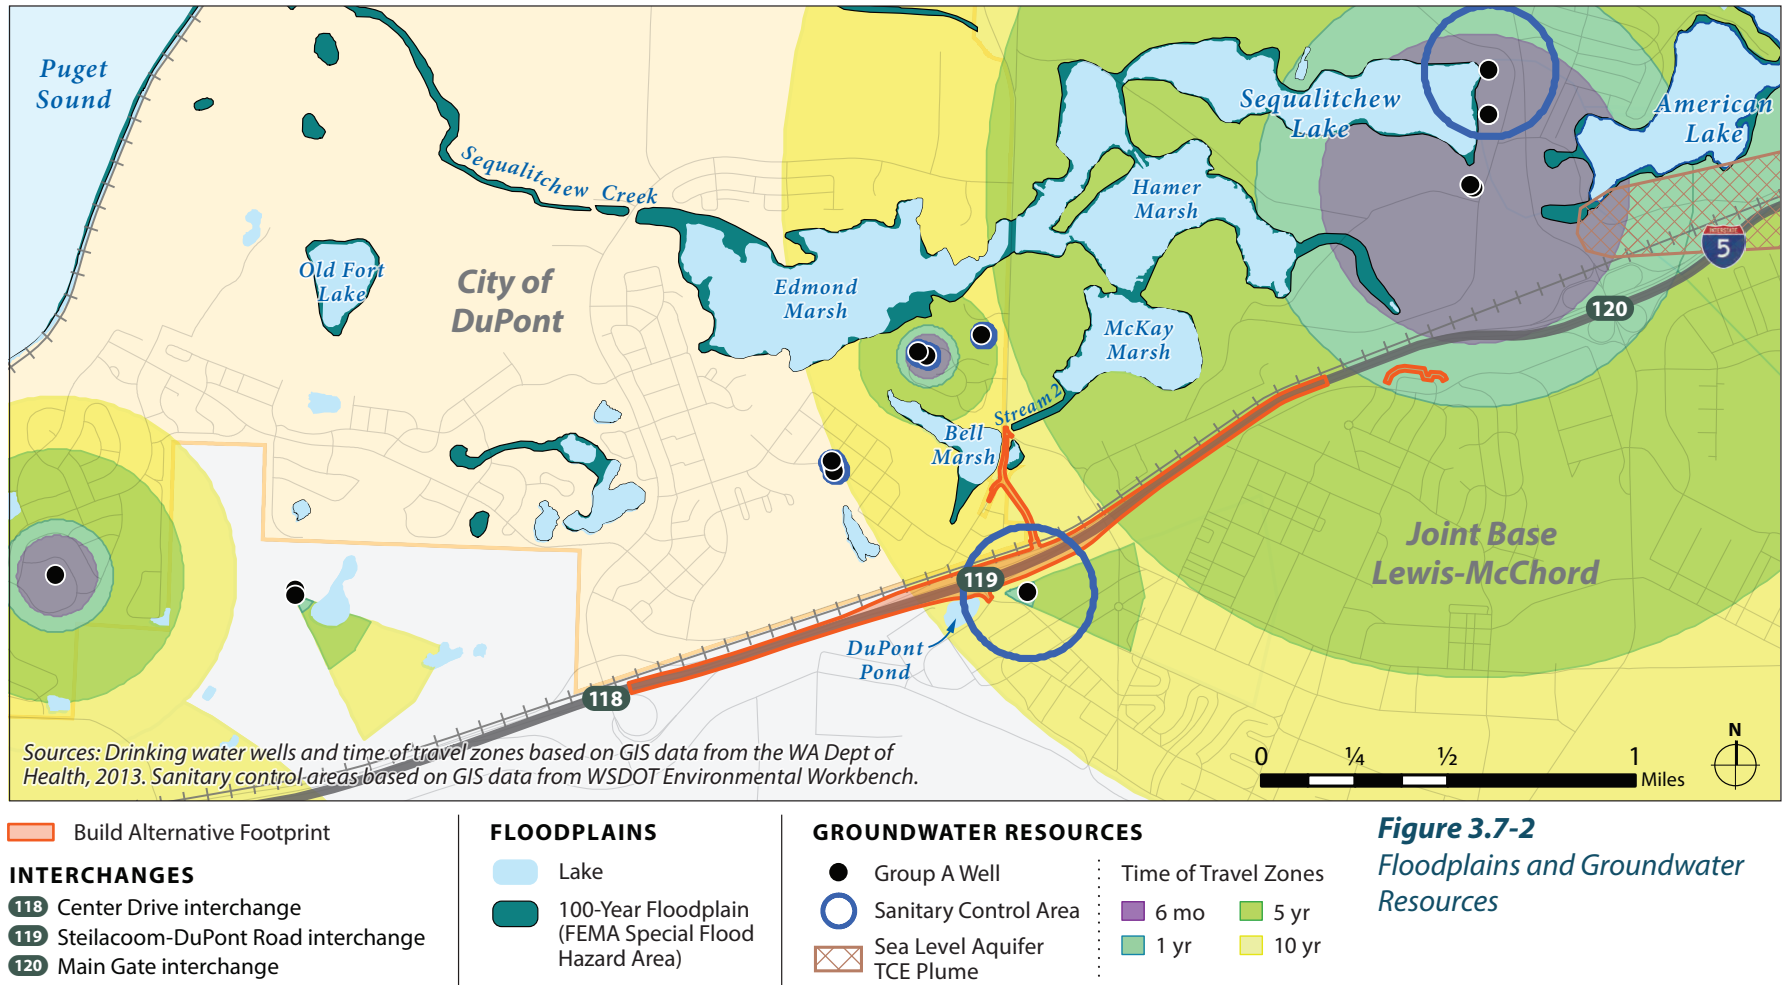 Puget
Sound
Sequalitchew Creek
Old Fort
Lake
City of
DuPont
Edmond
Marsh
Sequalitchew
Lake
American
Lake
Hamer
Marsh
McKay
Marsh
INTERSTATE
5
120
Stream 2
Bell
Marsh
Joint Base
Lewis-McChord
119
DuPont
Pond
118
Sources: Drinking water wells and time of travel zones based on GIS data from the WA Dept of
Health, 2013. Sanitary control areas based on GIS data from WSDOT Environmental Workbench.
N
0 ¼ ½ 1
Miles
Build Alternative Footprint
INTERCHANGES
118 Center Drive interchange
119 Steilacoom-DuPont Road interchange
120 Main Gate interchange
FLOODPLAINS
Lake
100-Year Floodplain
(FEMA Special Flood
Hazard Area)
GROUNDWATER RESOURCES
Group A Well
Sanitary Control Area
Sea Level Aquifer
TCE Plume
Time of Travel Zones
6 mo 5 yr
1 yr 10 yr
Figure 3.7-2
Floodplains and Groundwater
Resources